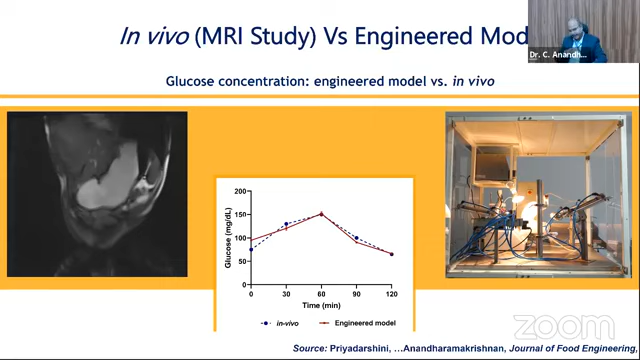 In vivo (MRI Study) Vs Engineered Mod
Dr. C. Anandh...
Glucose concentration: engineered model vs. in vivo
200
150
100
50
0
Glucose (mg/dL)
0 30 60 90 120
Time (min)
in-vivo Engineered model
zoom
Source: Priyadarshini, ...Anandharamakrishnan, Journal of Food Engineering,